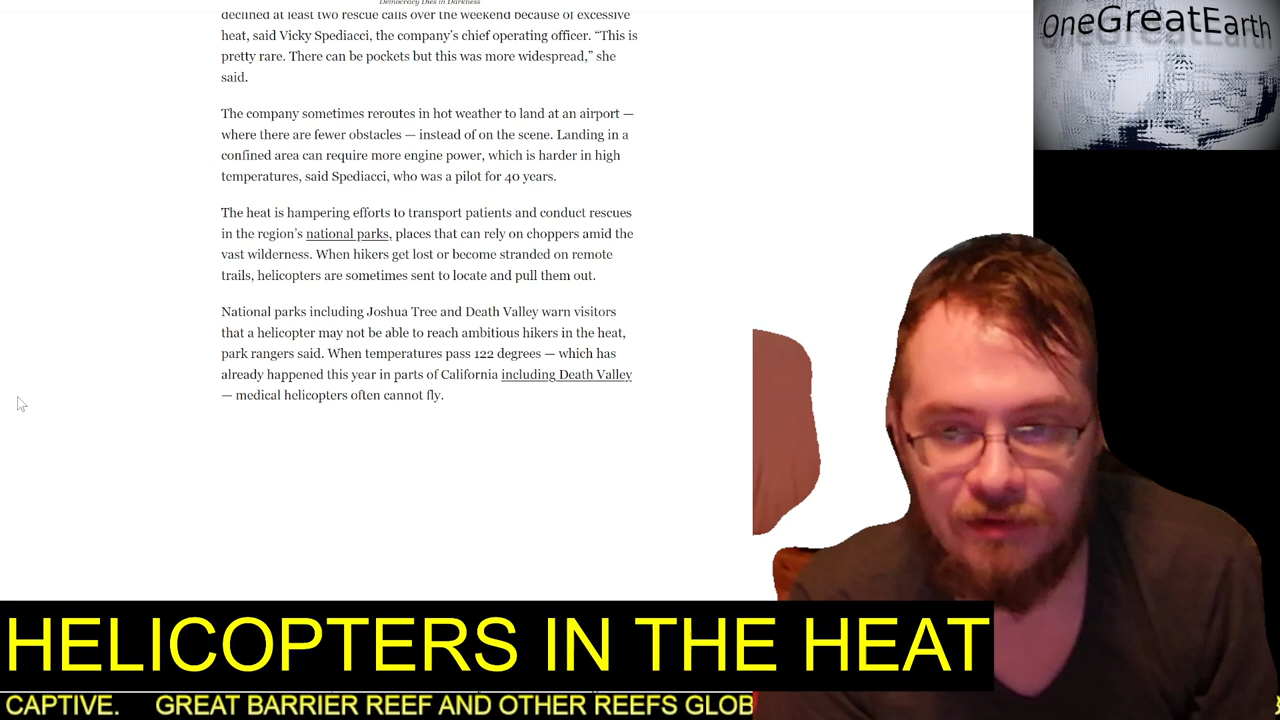 Democracy Dies in Darkness
OneGreatEarth
declined at least two rescue calls over the weekend because of excessive
heat, said Vicky Spediacci, the company’s chief operating officer. “This is
pretty rare. There can be pockets but this was more widespread,” she
said.
The company sometimes reroutes in hot weather to land at an airport —
where there are fewer obstacles — instead of on the scene. Landing in a
confined area can require more engine power, which is harder in high
temperatures, said Spediacci, who was a pilot for 40 years.
The heat is hampering efforts to transport patients and conduct rescues
in the region’s national parks, places that can rely on choppers amid the
vast wilderness. When hikers get lost or become stranded on remote
trails, helicopters are sometimes sent to locate and pull them out.
National parks including Joshua Tree and Death Valley warn visitors
that a helicopter may not be able to reach ambitious hikers in the heat,
park rangers said. When temperatures pass 122 degrees — which has
already happened this year in parts of California including Death Valley
— medical helicopters often cannot fly.
HELICOPTERS IN THE HEAT
CAPTIVE. GREAT BARRIER REEF AND OTHER REEFS GLOB